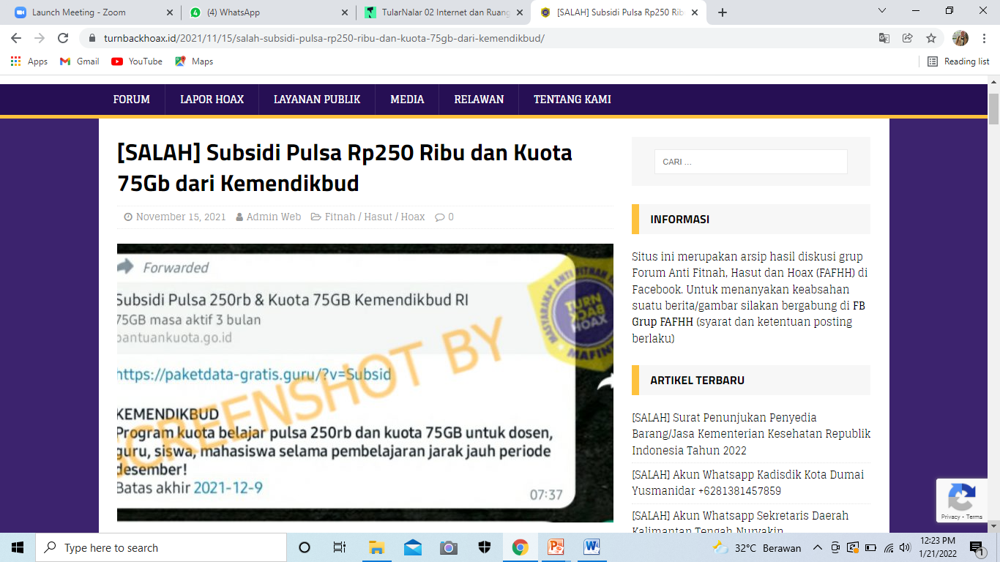 Launch Meeting - Zoom
(4) WhatsApp
TularNalar 02 Internet dan Ruang
[SALAH] Subsidi Pulsa Rp250 Rib
turnbackhoax.id/2021/11/15/salah-subsidi-pulsa-rp250-ribu-dan-kuota-75gb-dari-kemendikbud/
Apps
Gmail
YouTube
Maps
Reading list
FORUM
LAPOR HOAX
LAYANAN PUBLIK
MEDIA
RELAWAN
TENTANG KAMI
[SALAH] Subsidi Pulsa Rp250 Ribu dan Kuota
75Gb dari Kemendikbud
November 15, 2021
Admin Web
Fitnah / Hasut / Hoax
0
Forwarded
Subsidi Pulsa 250rb & Kuota 75GB Kemendikbud RI
75GB masa aktif 3 bulan
bantuankuota.go.id
https://paketdata-gratis.guru/?v=Subsid
KEMENDIKBUD
Program kuota belajar pulsa 250rb dan kuota 75GB untuk dosen,
guru, siswa, mahasiswa selama pembelajaran jarak jauh periode
desember!
Batas akhir 2021-12-9
07:37
SCREENSHOT BY
MASYARAKAT ANTI FITNAH
TURN
BACK
HOAX
MAFIN
CARI ...
INFORMASI
Situs ini merupakan arsip hasil diskusi grup
Forum Anti Fitnah, Hasut dan Hoax (FAFHH) di
Facebook. Untuk menanyakan keabsahan
suatu berita/gambar silakan bergabung di FB
Grup FAFHH (syarat dan ketentuan posting
berlaku)
ARTIKEL TERBARU
[SALAH] Surat Penunjukan Penyedia
Barang/Jasa Kementerian Kesehatan Republik
Indonesia Tahun 2022
[SALAH] Akun Whatsapp Kadisdik Kota Dumai
Yusmanidar +6281381457859
[SALAH] Akun Whatsapp Sekretaris Daerah
Kalimantan Tengah Nuryakin
Privacy - Terms
Type here to search
32°C Berawan
12:23 PM
1/21/2022
1